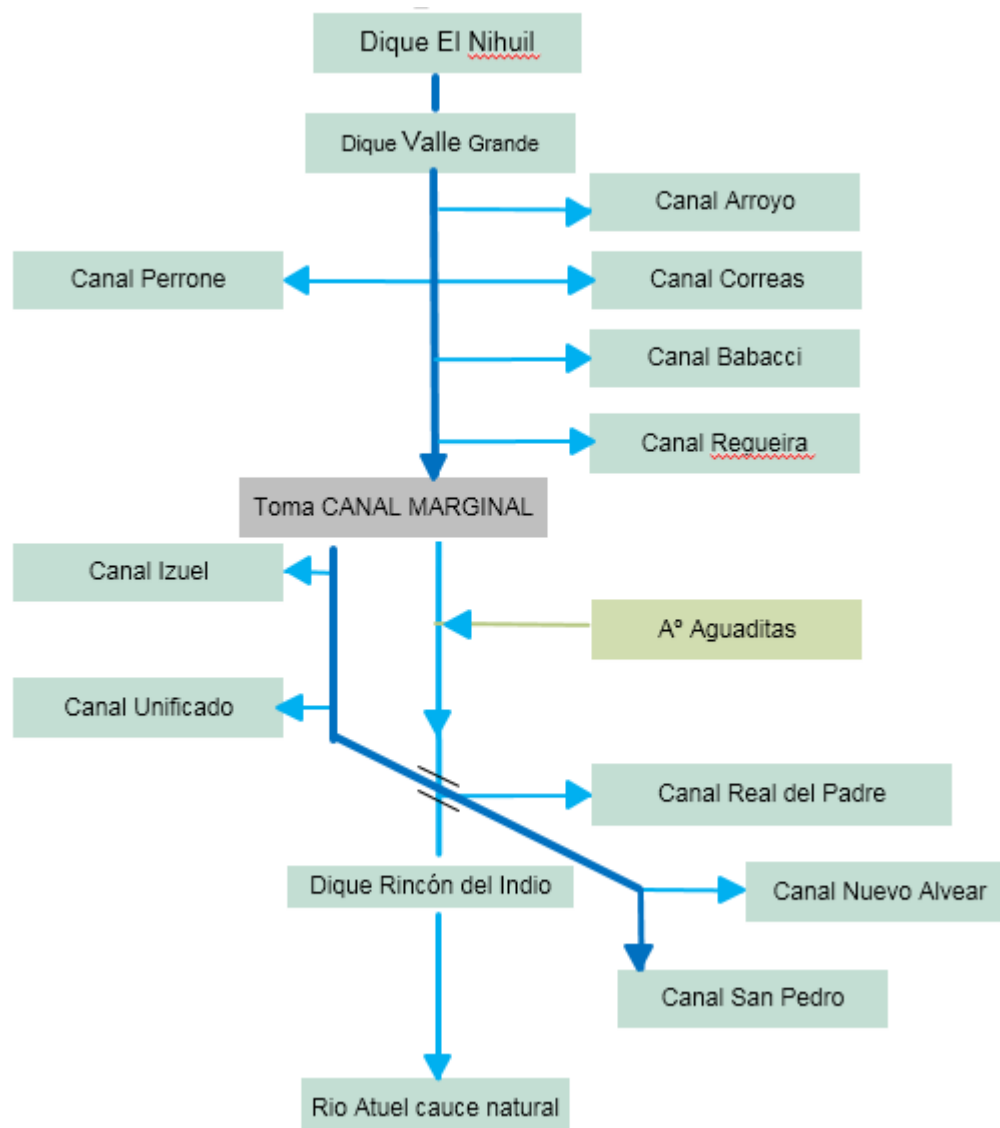 Dique El Nihuil
Dique Valle Grande
Canal Arroyo
Canal Perrone
Canal Correas
Canal Babacci
Canal Regueira
Toma CANAL MARGINAL
Canal Izuel
Aº Aguaditas
Canal Unificado
Canal Real del Padre
Dique Rincón del Indio
Canal Nuevo Alvear
Canal San Pedro
Rio Atuel cauce natural